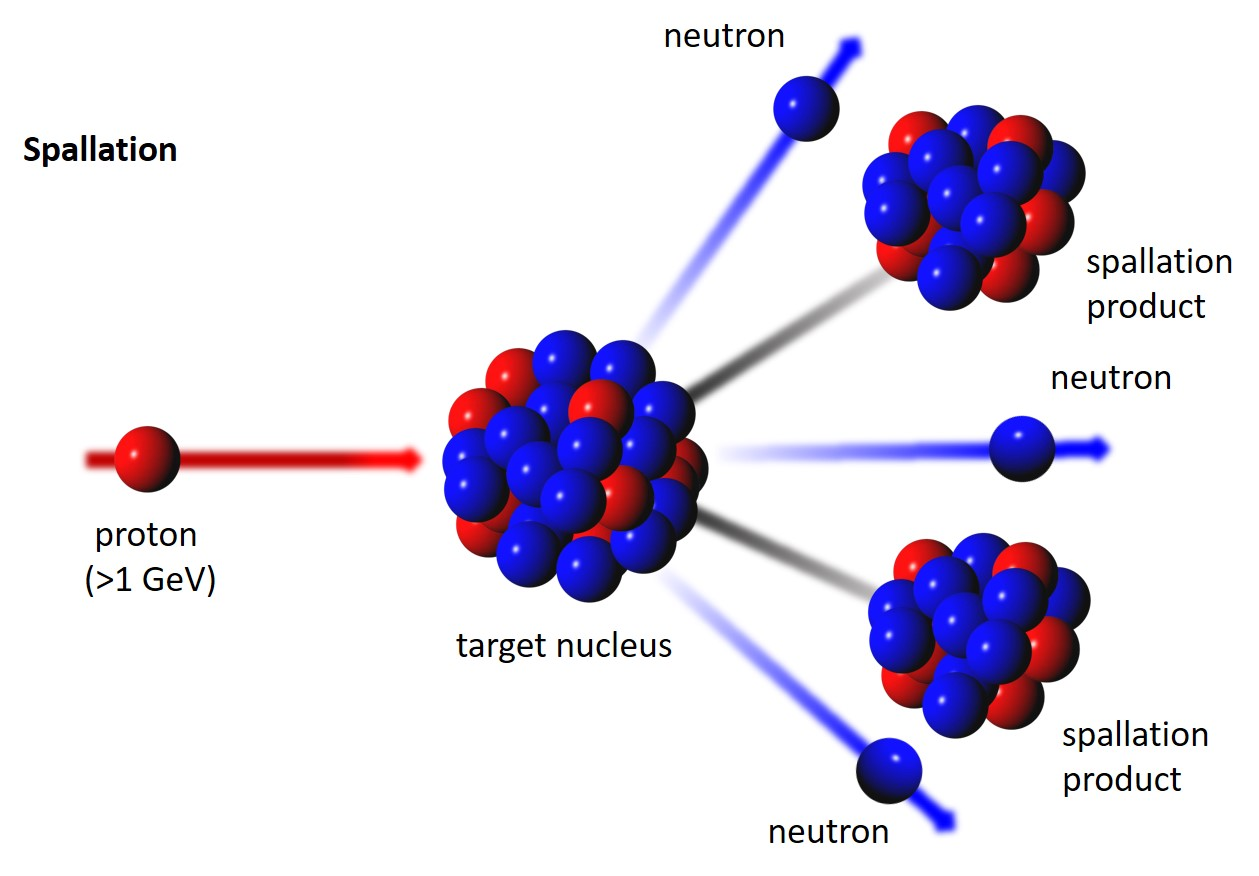 neutron
Spallation
spallation
product
neutron
proton
(>1 GeV)
target nucleus
spallation
product
neutron